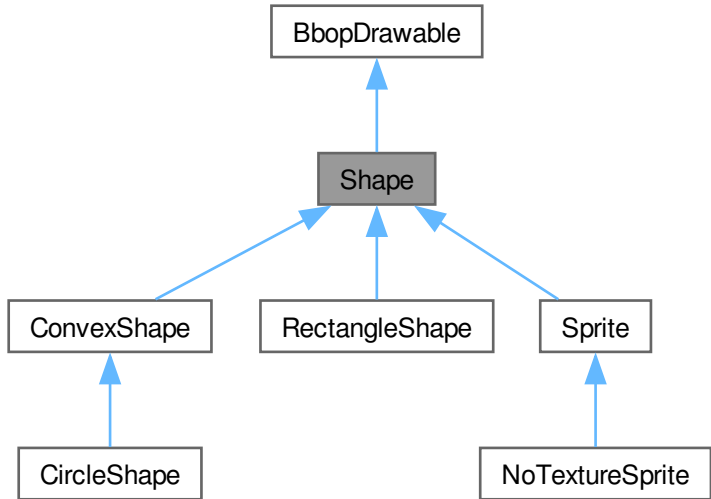 BbopDrawable
Shape
ConvexShape
RectangleShape
Sprite
CircleShape
NoTextureSprite